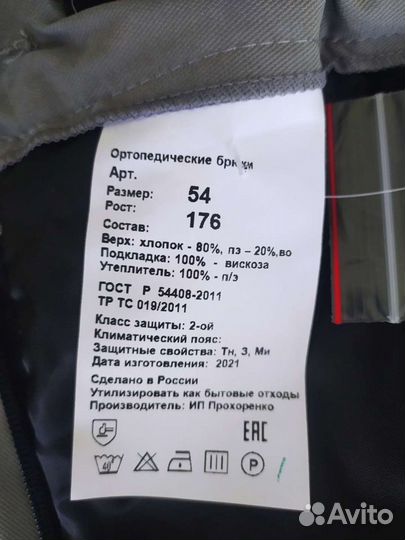 Ортопедические брюки
Арт.
Размер: 54
Рост: 176
Состав:
Верх: хлопок - 80%, пэ – 20%,во
Подкладка: 100% - вискоза
Утеплитель: 100% - п/э
ГОСТ Р 54408-2011
ТР ТС 019/2011
Класс защиты: 2-ой
Климатический пояс:
Защитные свойства: Тн, З, Ми
Дата изготовления: 2021
Сделано в России
Утилизировать как бытовые отходы
Производитель: ИП Прохоренко
EAC
40° P
Avito